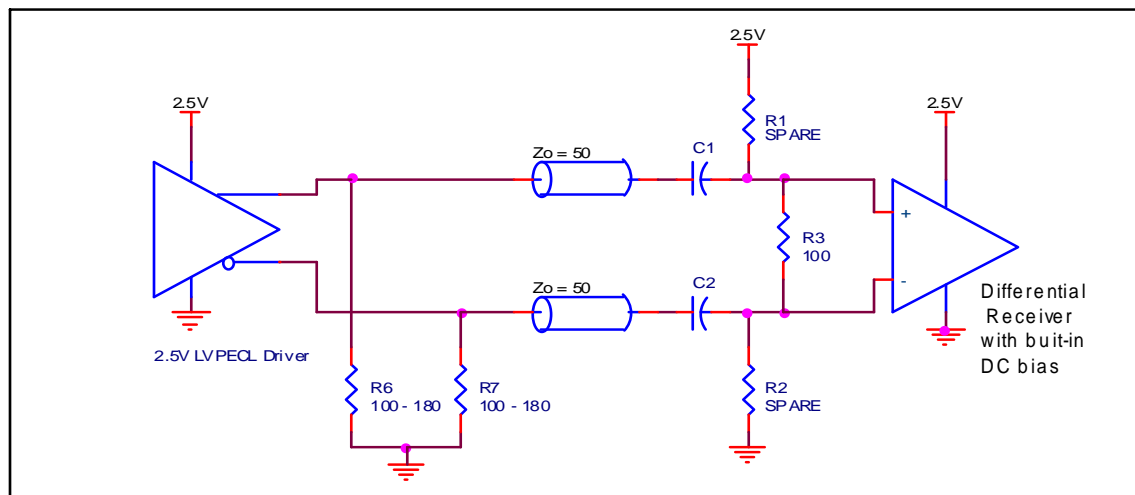 2.5V
2.5V
2.5V
R1
SPARE
Zo = 50
C1
R3
100
+
-
Zo = 50
C2
Differential
Receiver
with buit-in
DC bias
2.5V LVPECL Driver
R6
100 - 180
R7
100 - 180
R2
SPARE